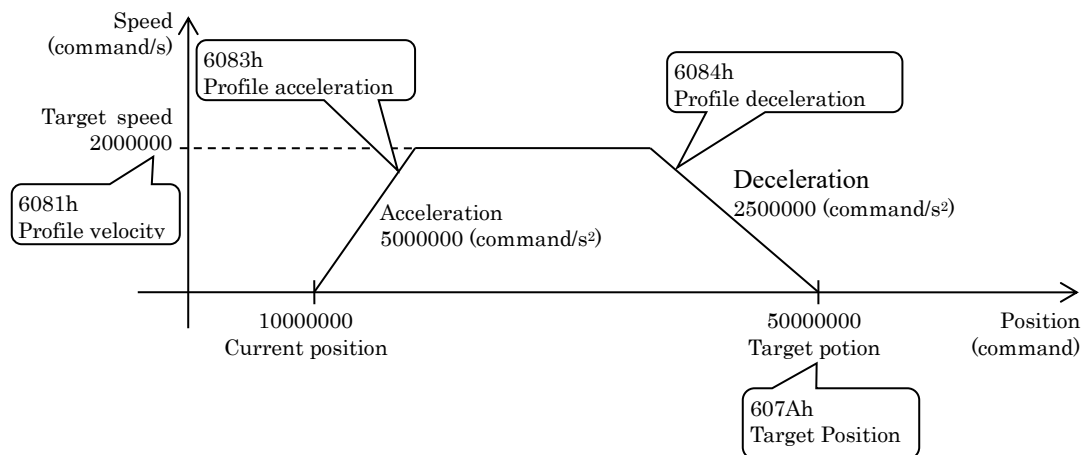 Speed
(command/s)
6083h
Profile acceleration
6084h
Profile deceleration
Target speed
2000000
6081h
Profile velocity
Acceleration
5000000 (command/s²)
Deceleration
2500000 (command/s²)
10000000
Current position
50000000
Target potion
Position
(command)
607Ah
Target Position